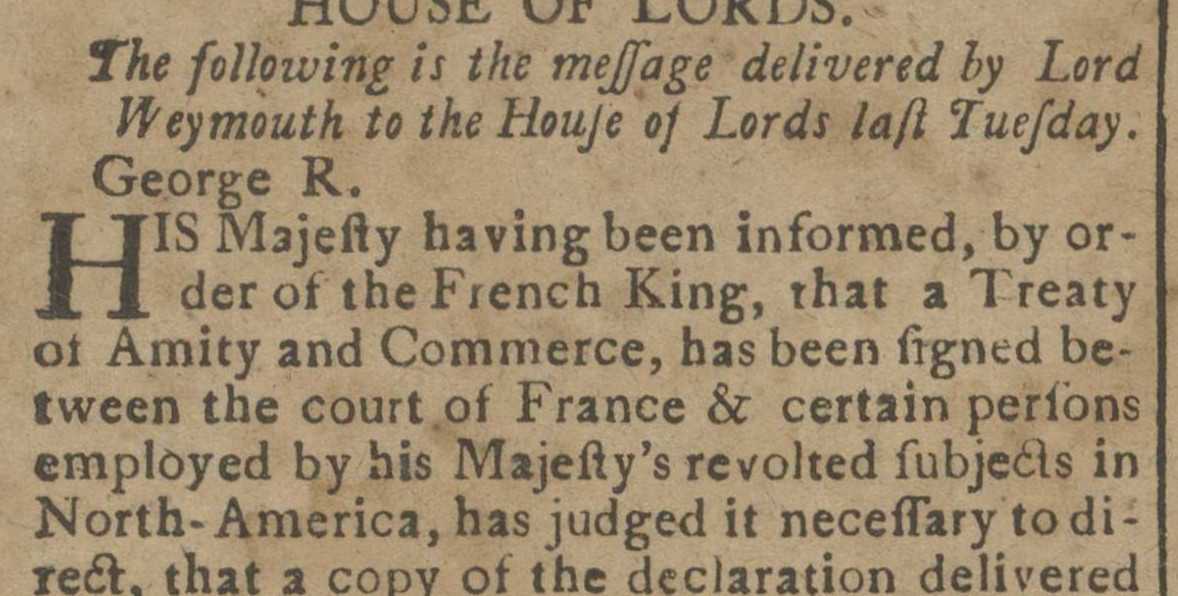 HOUSE OF LORDS.
The following is the meſſage delivered by Lord
Weymouth to the Houſe of Lords laſt Tueſday.
George R.
HIS Majeſty having been informed, by or-
der of the French King, that a Treaty
of Amity and Commerce, has been ſigned be-
tween the court of France & certain perſons
employed by his Majeſty's revolted ſubjects in
North-America, has judged it neceſſary to di-
rect, that a copy of the declaration delivered